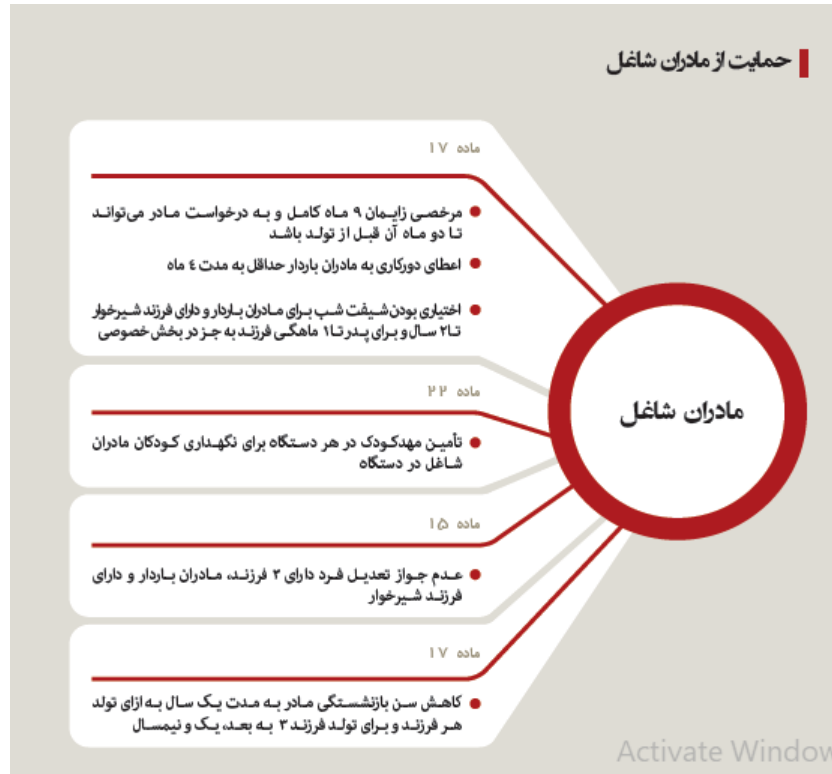 حمایت از مادران شاغل
ماده ۱۷
مرخصی زایمان ۹ ماه کامل و به درخواست مادر می‌تواند
تا دو ماه آن قبل از تولد باشد
اعطای دورکاری به مادران باردار حداقل به مدت ٤ ماه
اختیاری بودن شیفت شب برای مادران باردار و دارای فرزند شیرخوار
تا ۲ سال و برای پدر تا ۱ ماهگی فرزند به جز در بخش خصوصی
ماده ۲۲
تأمین مهدکودک در هر دستگاه برای نگهداری کودکان مادران
شاغل در دستگاه
مادران شاغل
ماده ۱۵
عدم جواز تعدیل فرد دارای ۳ فرزند، مادران باردار و دارای
فرزند شیرخوار
ماده ۱۷
کاهش سن بازنشستگی مادر به مدت یک سال به ازای تولد
هر فرزند و برای تولد فرزند ۳ به بعد، یک و نیمسال
Activate Window